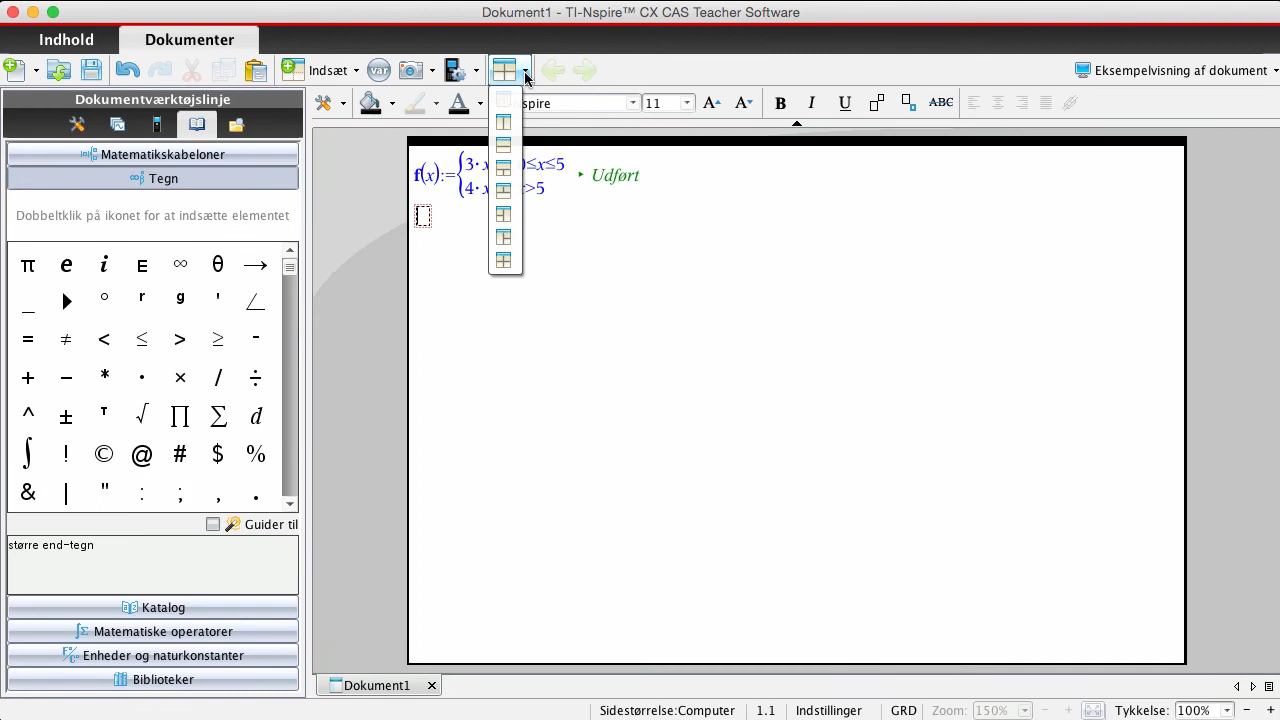 Dokument1 - TI-Nspire™ CX CAS Teacher Software
Indhold
Dokumenter
Indsæt
var
Eksempelvisning af dokument
Dokumentværktøjslinje
nspire
11
A A
B I U ABC
Matematikskabeloner
Tegn
Dobbeltklik på ikonet for at indsætte elementet
π e i E ∞ θ →
_ ▶ ° r g ' ∠
= ≠ < ≤ > ≥ -
+ − * · × / ÷
^ ± T √ ∏ ∑ d
∫ ! © @ # $ %
& | " : ; , .
Guider til
større end-tegn
Katalog
Matematiske operatorer
Enheder og naturkonstanter
Biblioteker
f(x):={3·x ≤x≤5
4·x >5
▸ Udført
Dokument1
Sidestørrelse:Computer
1.1
Indstillinger
GRD
Zoom: 150%
Tykkelse: 100%